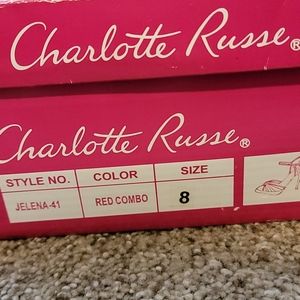 Charlotte Russe®
Charlotte Russe®
STYLE NO. COLOR SIZE
JELENA-41 RED COMBO 8